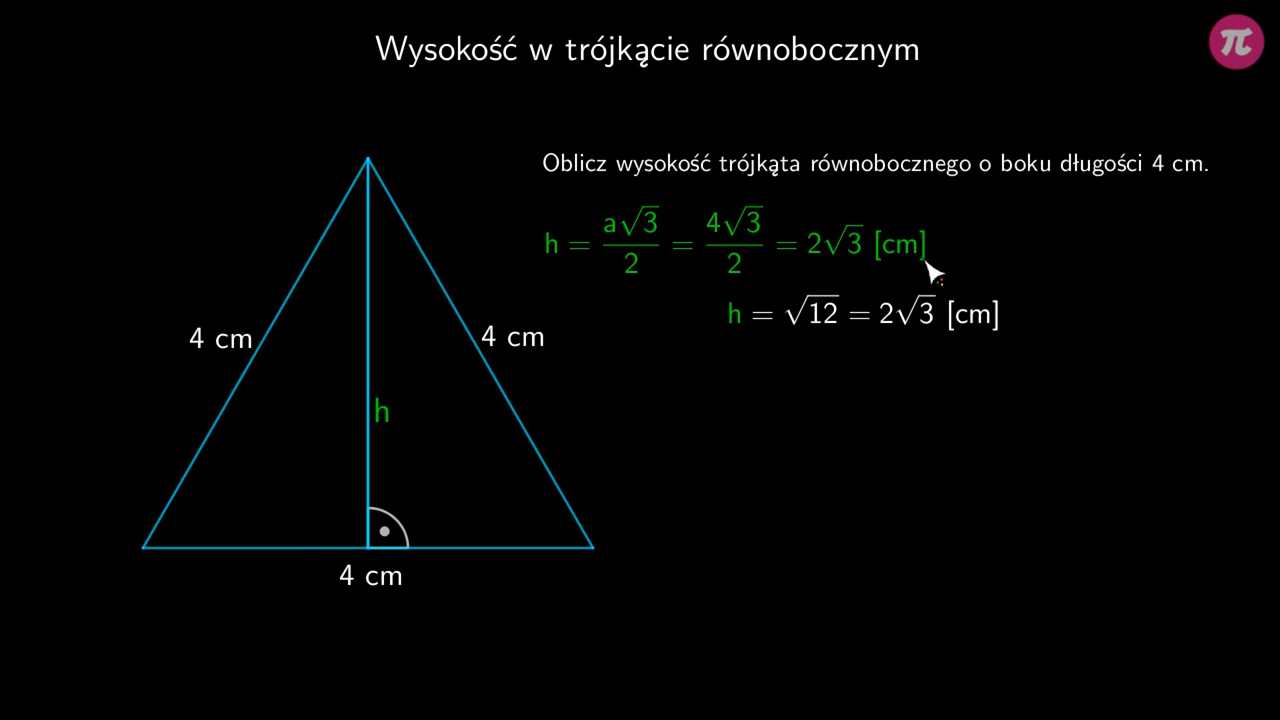 Wysokość w trójkącie równobocznym
π
Oblicz wysokość trójkąta równobocznego o boku długości 4 cm.
h = a√3/2 = 4√3/2 = 2√3 [cm]
h = √12 = 2√3 [cm]
4 cm
4 cm
h
4 cm